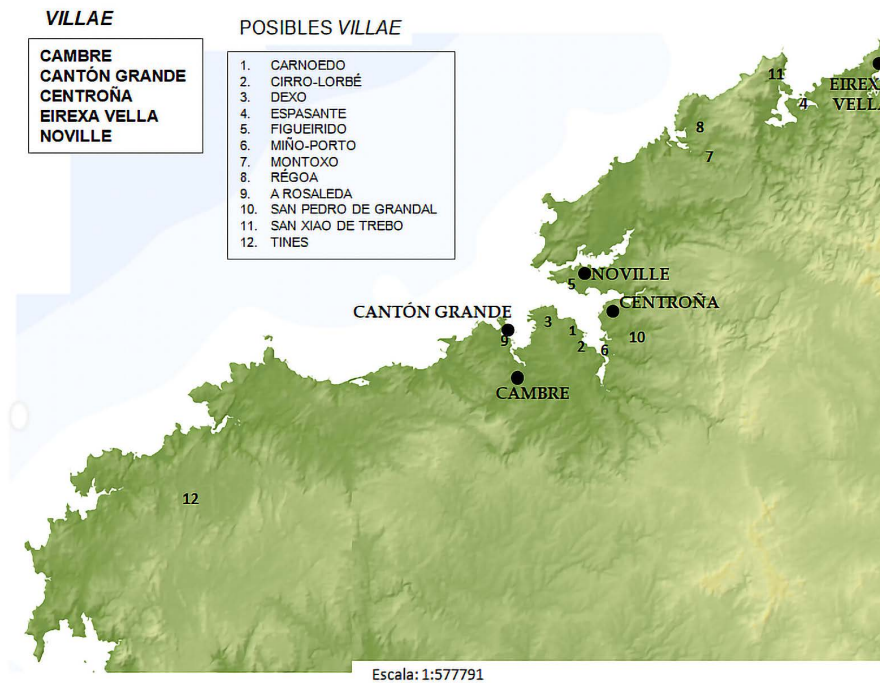 VILLAE
CAMBRE
CANTÓN GRANDE
CENTROÑA
EIREXA VELLA
NOVILLE
POSIBLES VILLAE
1. CARNOEDO
2. CIRRO-LORBÉ
3. DEXO
4. ESPASANTE
5. FIGUEIRIDO
6. MIÑO-PORTO
7. MONTOXO
8. RÉGOA
9. A ROSALEDA
10. SAN PEDRO DE GRANDAL
11. SAN XIAO DE TREBO
12. TINES
11
EIREXA
VELLA
4
8
7
NOVILLE
5
CENTROÑA
CANTÓN GRANDE
3
1
10
9
2
6
CAMBRE
12
Escala: 1:577791